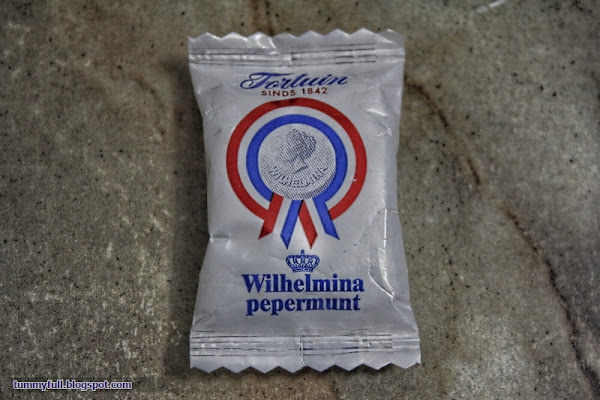 Fortuin
SINDS 1842
WILHELMINA
Wilhelmina
pepermunt
tummyfull.blogspot.com